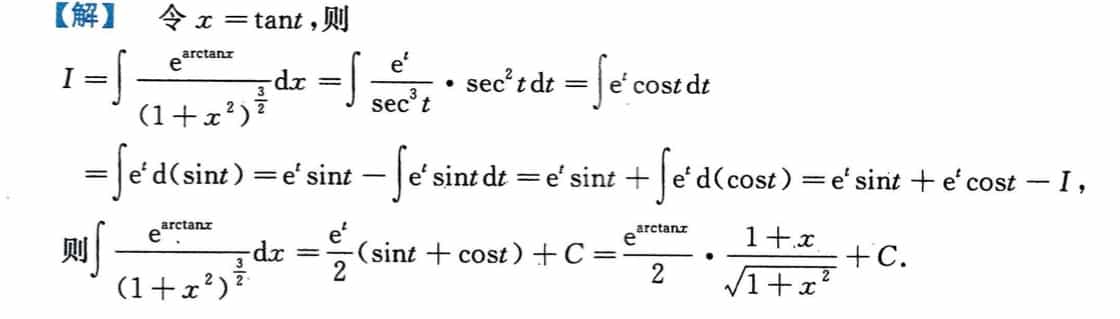 【解】 令 x = tant ,则
I = ∫ e^{arctanx}/(1+x²)^{3/2} dx = ∫ e^t/sec³t · sec²t dt = ∫e^t cost dt
= ∫e^t d(sint) = e^t sint − ∫e^t sint dt = e^t sint + ∫e^t d(cost) = e^t sint + e^t cost − I ,
则∫ e^{arctanx}/(1+x²)^{3/2} dx = e^t/2 (sint + cost) + C = e^{arctanx}/2 · (1+x)/√(1+x²) + C.